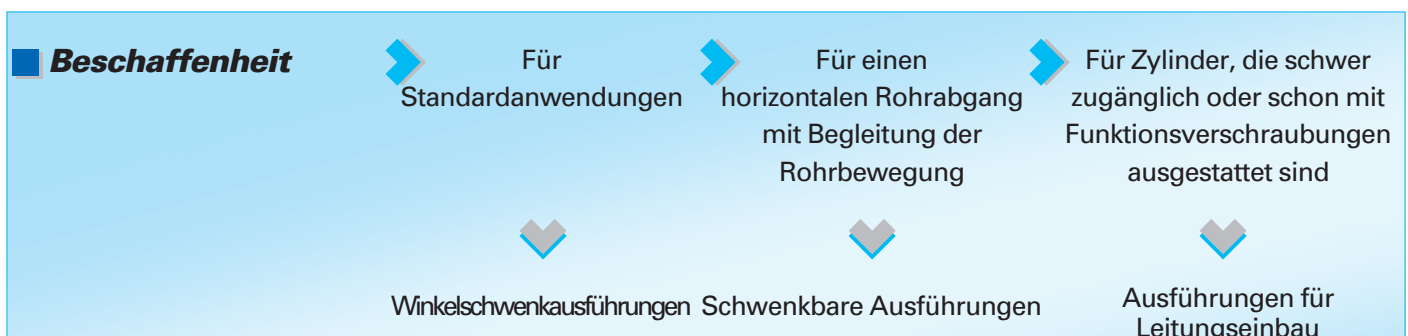 Beschaffenheit
Für
Standardanwendungen
Für einen
horizontalen Rohrabgang
mit Begleitung der
Rohrbewegung
Für Zylinder, die schwer
zugänglich oder schon mit
Funktionsverschraubungen
ausgestattet sind
Winkelschwenkausführungen
Schwenkbare Ausführungen
Ausführungen für
Leitungseinbau